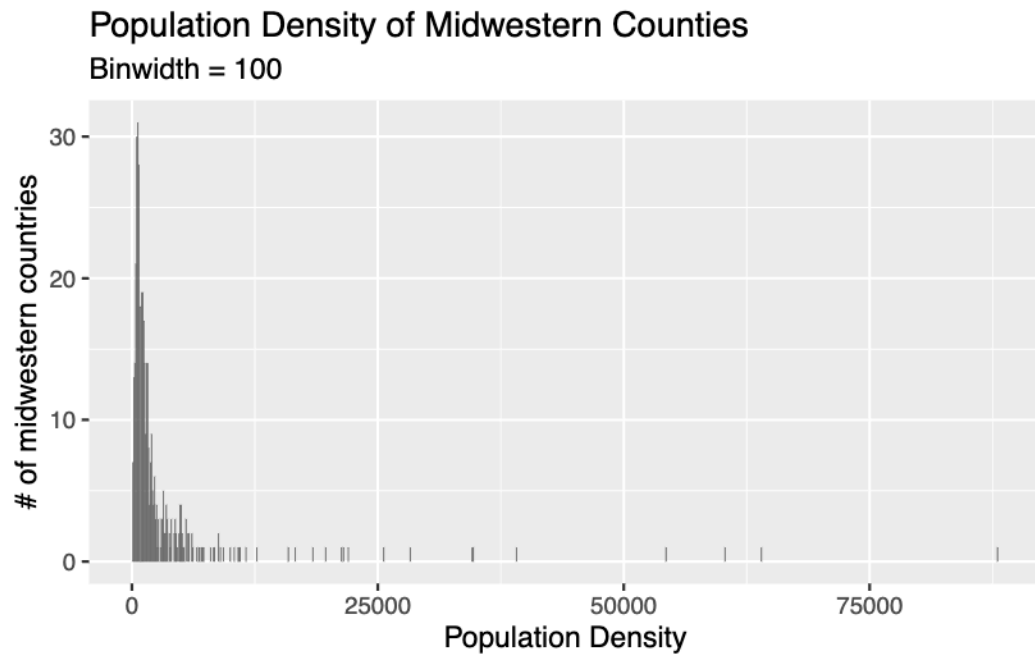 Population Density of Midwestern Counties
Binwidth = 100
# of midwestern countries
30
20
10
0
0 25000 50000 75000
Population Density